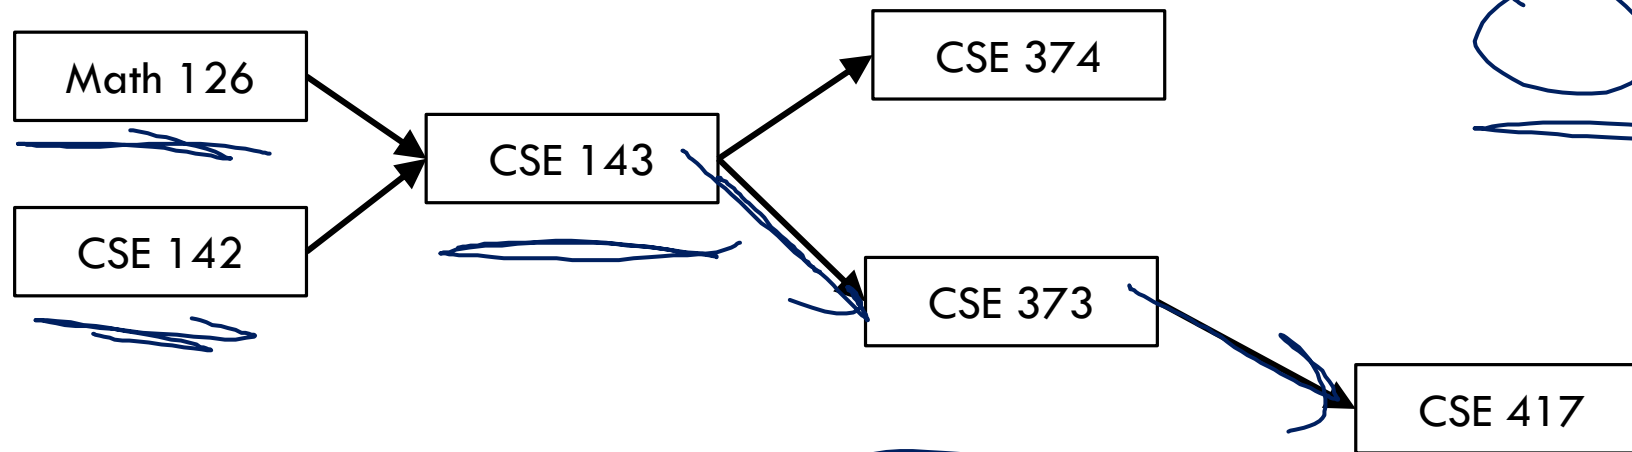 Math 126
CSE 142
CSE 143
CSE 374
CSE 373
CSE 417